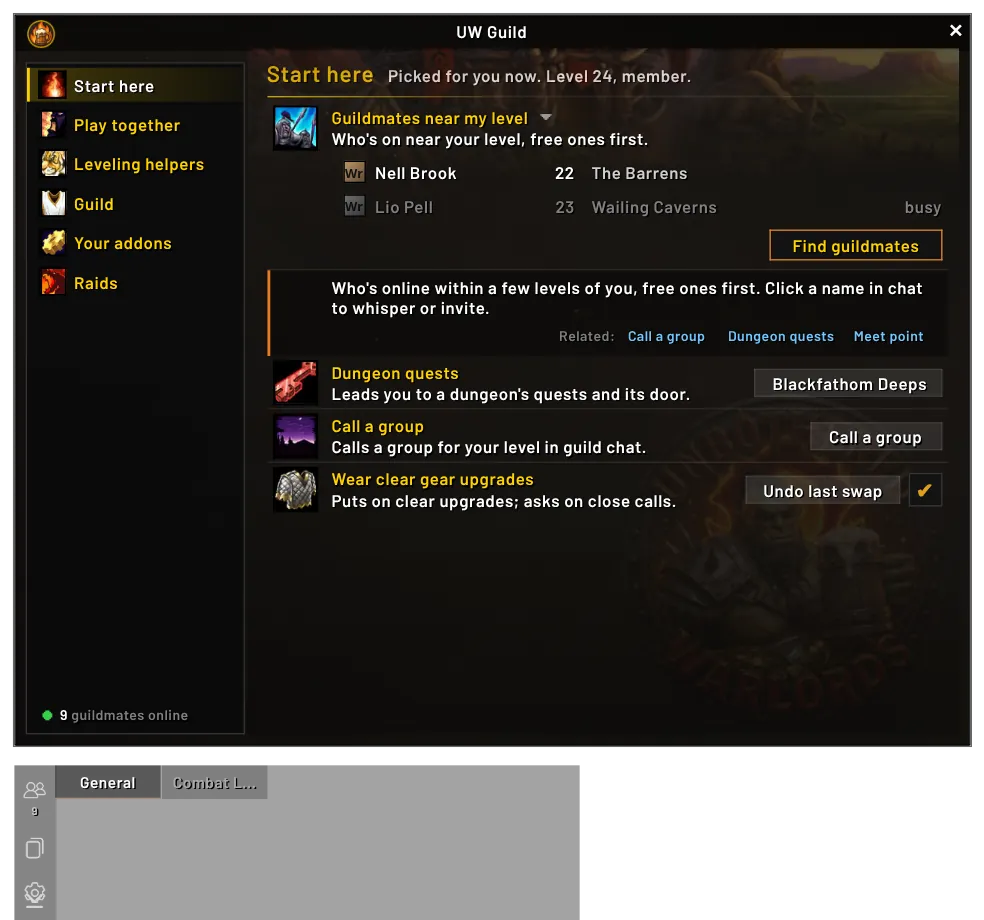 UW Guild
Start here
Play together
Leveling helpers
Guild
Your addons
Raids
9 guildmates online
Start here Picked for you now. Level 24, member.
Guildmates near my level
Who's on near your level, free ones first.
Wr Nell Brook 22 The Barrens
Wr Lio Pell 23 Wailing Caverns busy
Find guildmates
Who's online within a few levels of you, free ones first. Click a name in chat
to whisper or invite.
Related: Call a group Dungeon quests Meet point
Dungeon quests
Leads you to a dungeon's quests and its door.
Blackfathom Deeps
Call a group
Calls a group for your level in guild chat.
Call a group
Wear clear gear upgrades
Puts on clear upgrades; asks on close calls.
Undo last swap
General Combat L...
9